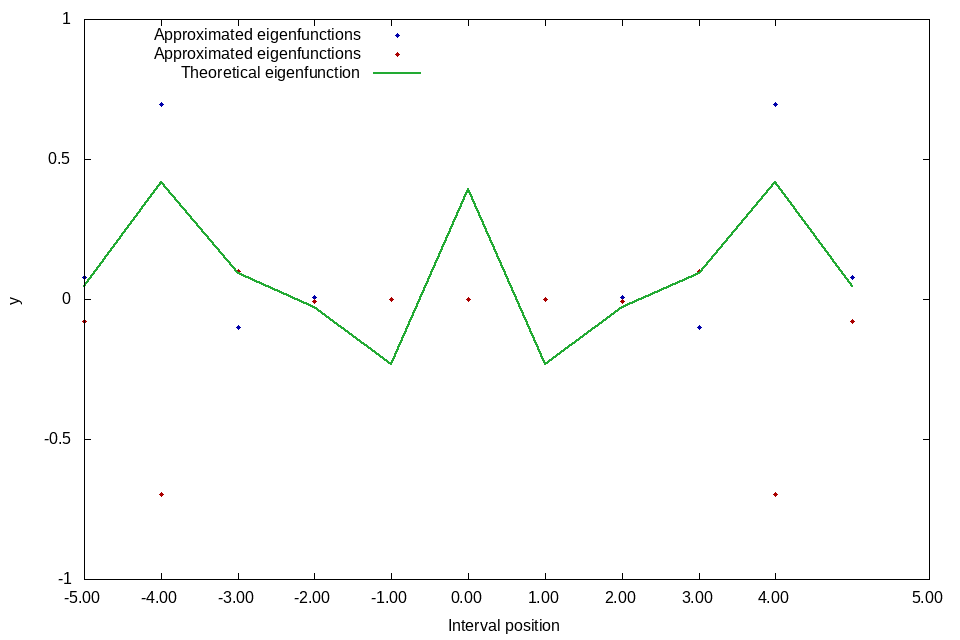 1
Approximated eigenfunctions
Approximated eigenfunctions
Theoretical eigenfunction
0.5
y
0
-0.5
-1
-5.00 -4.00 -3.00 -2.00 -1.00 0.00 1.00 2.00 3.00 4.00 5.00
Interval position